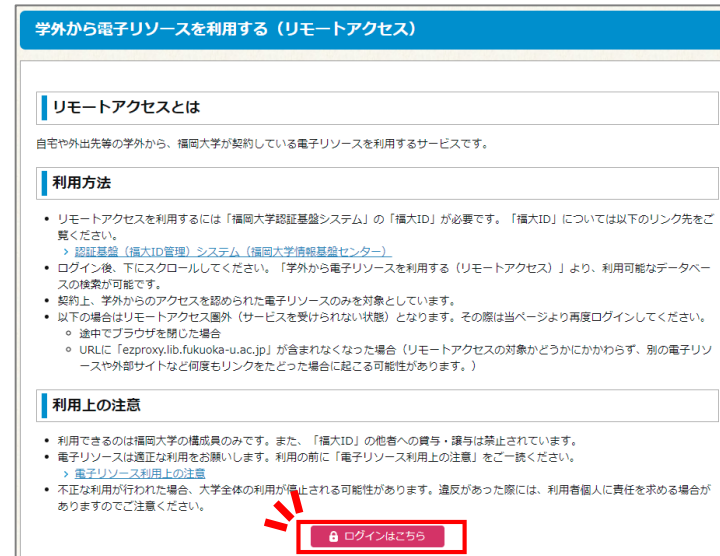 学外から電子リソースを利用する（リモートアクセス）
リモートアクセスとは
自宅や外出先等の学外から、福岡大学が契約している電子リソースを利用するサービスです。
利用方法
• リモートアクセスを利用するには「福岡大学認証基盤システム」の「福大ID」が必要です。「福大ID」については以下のリンク先をご
覧ください。
› 認証基盤（福大ID管理）システム（福岡大学情報基盤センター）
• ログイン後、下にスクロールしてください。「学外から電子リソースを利用する（リモートアクセス）」より、利用可能なデータベー
スの検索が可能です。
• 契約上、学外からのアクセスを認められた電子リソースのみを対象としています。
• 以下の場合はリモートアクセス圏外（サービスを受けられない状態）となります。その際は当ページより再度ログインしてください。
○ 途中でブラウザを閉じた場合
○ URLに「ezproxy.lib.fukuoka-u.ac.jp」が含まれなくなった場合（リモートアクセスの対象かどうかにかかわらず、別の電子リソ
ースや外部サイトなど何度もリンクをたどった場合に起こる可能性があります。）
利用上の注意
• 利用できるのは福岡大学の構成員のみです。また、「福大ID」の他者への貸与・譲与は禁止されています。
• 電子リソースは適正な利用をお願いします。利用の前に「電子リソース利用上の注意」をご一読ください。
› 電子リソース利用上の注意
• 不正な利用が行われた場合、大学全体の利用が停止される可能性があります。違反があった際には、利用者個人に責任を求める場合が
ありますのでご注意ください。
ログインはこちら